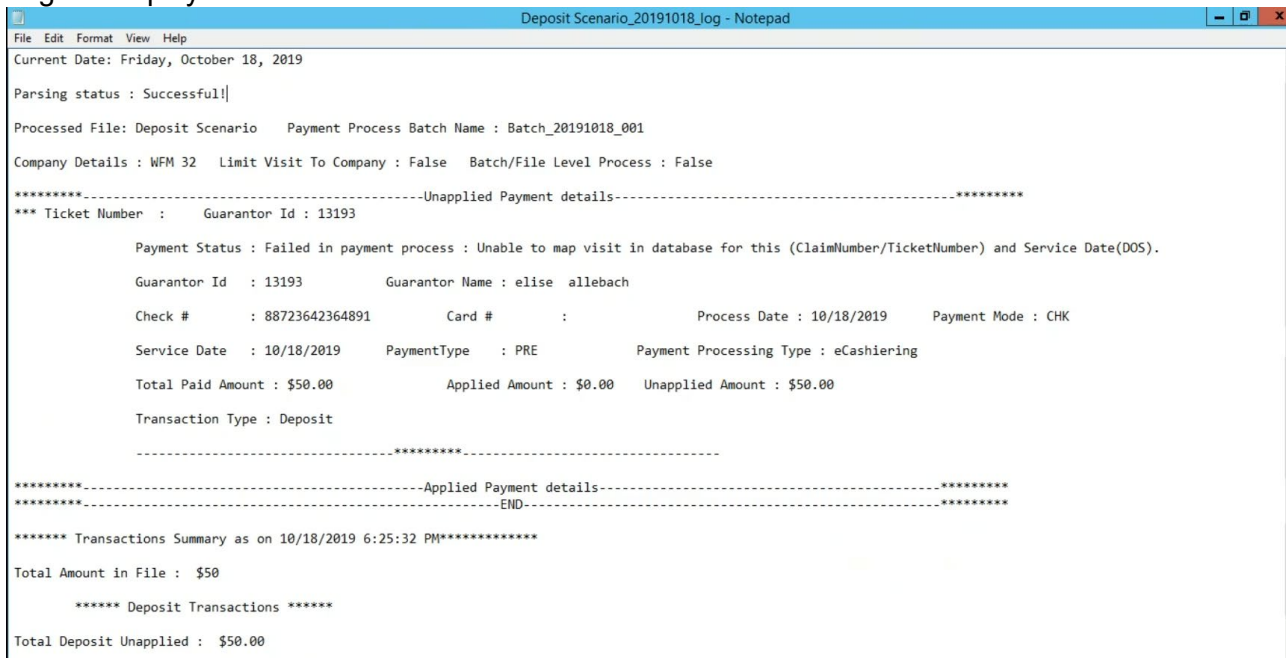 Deposit Scenario_20191018_log - Notepad
File Edit Format View Help
Current Date: Friday, October 18, 2019
Parsing status : Successful!
Processed File: Deposit Scenario Payment Process Batch Name : Batch_20191018_001
Company Details : WFM 32 Limit Visit To Company : False Batch/File Level Process : False
*********---------------------------------------------Unapplied Payment details---------------------------------------------*********
*** Ticket Number : Guarantor Id : 13193
Payment Status : Failed in payment process : Unable to map visit in database for this (ClaimNumber/TicketNumber) and Service Date(DOS).
Guarantor Id : 13193 Guarantor Name : elise allebach
Check # : 88723642364891 Card # : Process Date : 10/18/2019 Payment Mode : CHK
Service Date : 10/18/2019 PaymentType : PRE Payment Processing Type : eCashiering
Total Paid Amount : $50.00 Applied Amount : $0.00 Unapplied Amount : $50.00
Transaction Type : Deposit
----------------------------------*********----------------------------------
*********---------------------------------------------Applied Payment details---------------------------------------------*********
*********-------------------------------------------------------END-------------------------------------------------------*********
******* Transactions Summary as on 10/18/2019 6:25:32 PM*************
Total Amount in File : $50
****** Deposit Transactions ******
Total Deposit Unapplied : $50.00